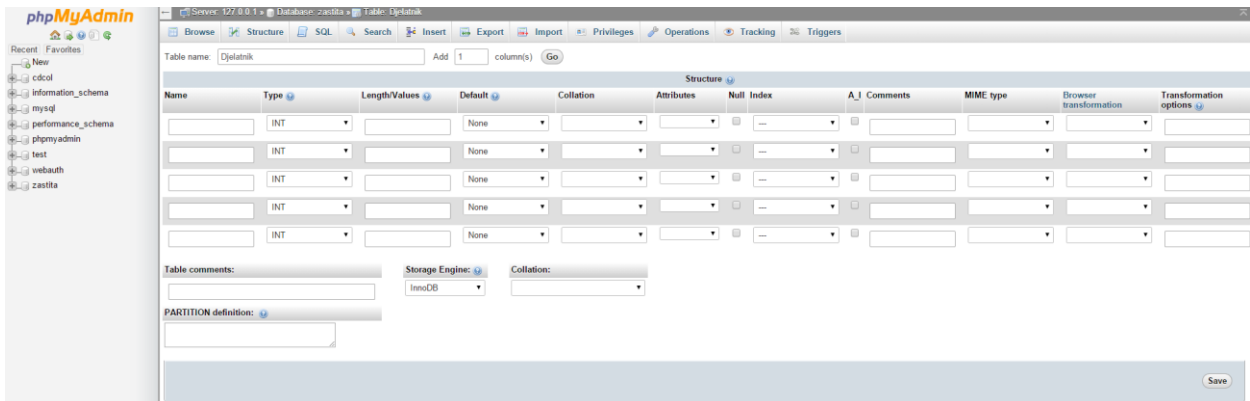 phpMyAdmin
Recent Favorites
New
cdcol
information_schema
mysql
performance_schema
phpmyadmin
test
webauth
zastita
Server: 127.0.0.1 » Database: zastita » Table: Djelatnik
Browse Structure SQL Search Insert Export Import Privileges Operations Tracking Triggers
Table name: Djelatnik Add 1 column(s) Go
Structure
Name Type Length/Values Default Collation Attributes Null Index A_I Comments MIME type Browser transformation Transformation options
INT None ---
INT None ---
INT None ---
INT None ---
INT None ---
Table comments: Storage Engine: Collation:
InnoDB
PARTITION definition:
Save